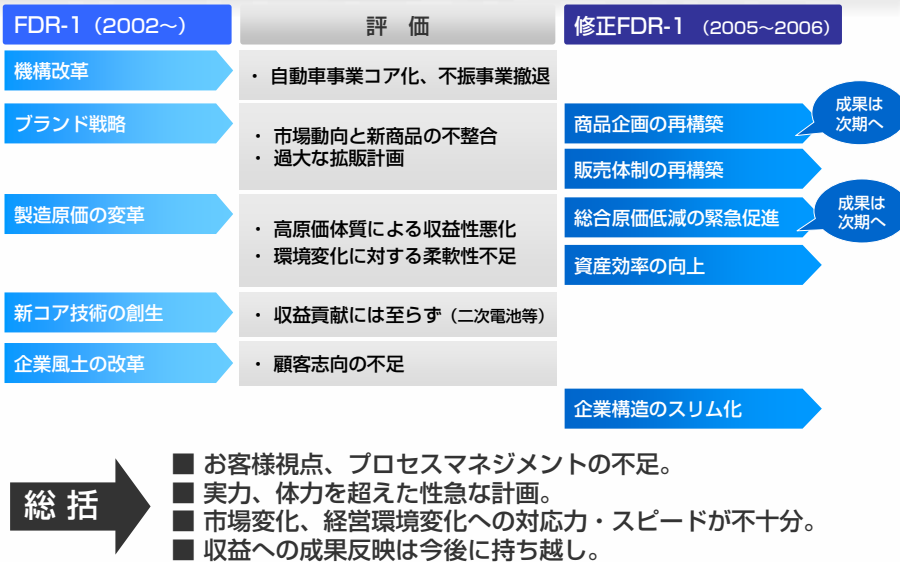 FDR-1（2002～）
評 価
修正FDR-1 （2005～2006）
機構改革
・ 自動車事業コア化、不振事業撤退
ブランド戦略
・ 市場動向と新商品の不整合
・ 過大な拡販計画
商品企画の再構築
成果は
次期へ
販売体制の再構築
製造原価の変革
・ 高原価体質による収益性悪化
・ 環境変化に対する柔軟性不足
総合原価低減の緊急促進
成果は
次期へ
資産効率の向上
新コア技術の創生
・ 収益貢献には至らず（二次電池等）
企業風土の改革
・ 顧客志向の不足
企業構造のスリム化
総 括
■ お客様視点、プロセスマネジメントの不足。
■ 実力、体力を超えた性急な計画。
■ 市場変化、経営環境変化への対応力・スピードが不十分。
■ 収益への成果反映は今後に持ち越し。